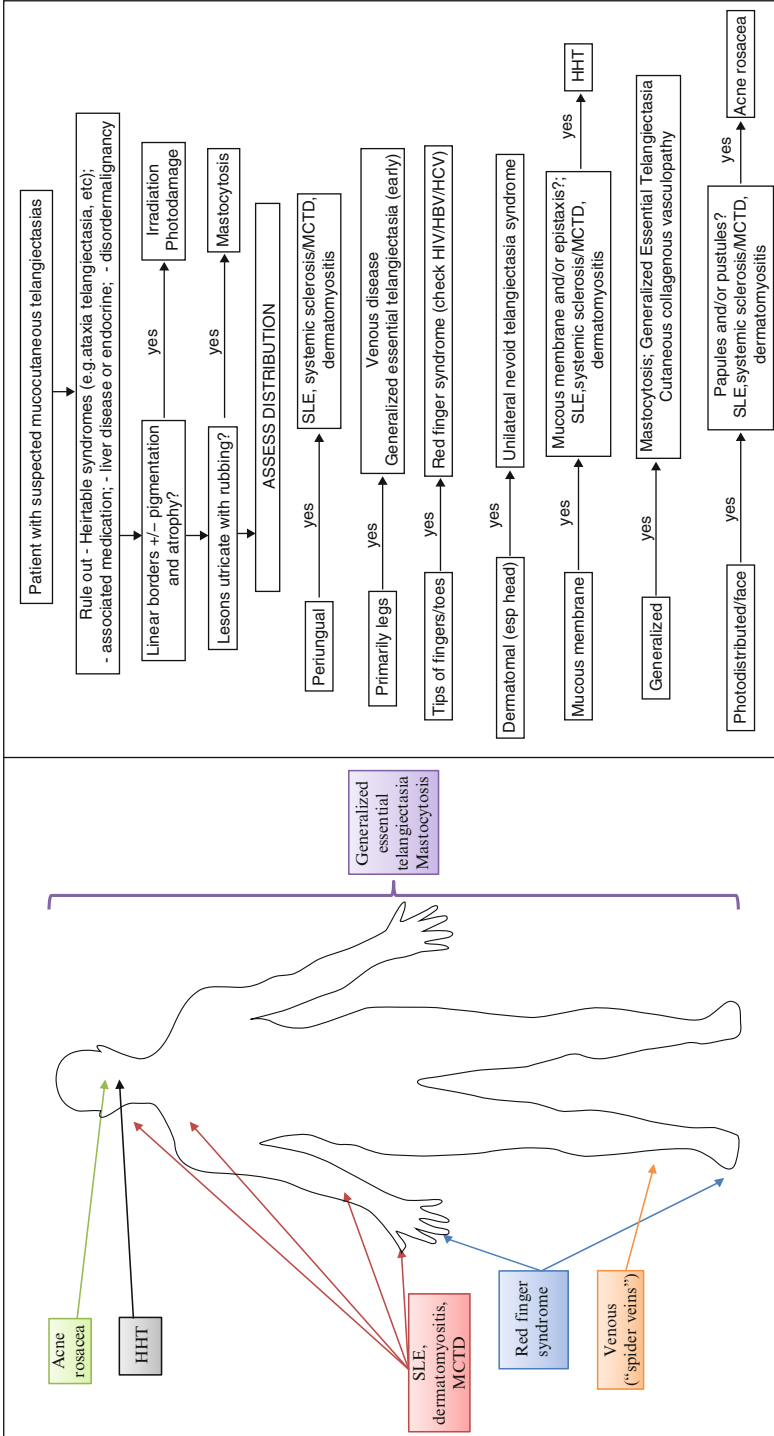 Acne
rosacea
HHT
SLE,
dermatomyositis,
MCTD
Red finger
syndrome
Venous
(“spider veins”)
Generalized
essential
telangiectasia
Mastocytosis
Patient with suspected mucocutaneous telangiectasias
Rule out - Heirtable syndromes (e.g.ataxia telangiectasia, etc);
- associated medication; - liver disease or endocrine; - disordermalignancy
Linear borders +/− pigmentation
and atrophy?
yes
Irradiation
Photodamage
Lesons utricate with rubbing?
yes
Mastocytosis
ASSESS DISTRIBUTION
Periungual
yes
SLE, systemic sclerosis/MCTD,
dermatomyositis
Primarily legs
yes
Venous disease
Generalized essential telangiectasia (early)
Tips of fingers/toes
yes
Red finger syndrome (check HIV/HBV/HCV)
Dermatomal (esp head)
yes
Unilateral nevoid telangiectasia syndrome
Mucous membrane
yes
Mucous membrane and/or epistaxis?;
SLE,systemic sclerosis/MCTD,
dermatomyositis
yes
HHT
Generalized
yes
Mastocytosis; Generalized Essential Telangiectasia
Cutaneous collagenous vasculopathy
Photodistributed/face
yes
Papules and/or pustules?
SLE,systemic sclerosis/MCTD,
dermatomyositis
yes
Acne rosacea